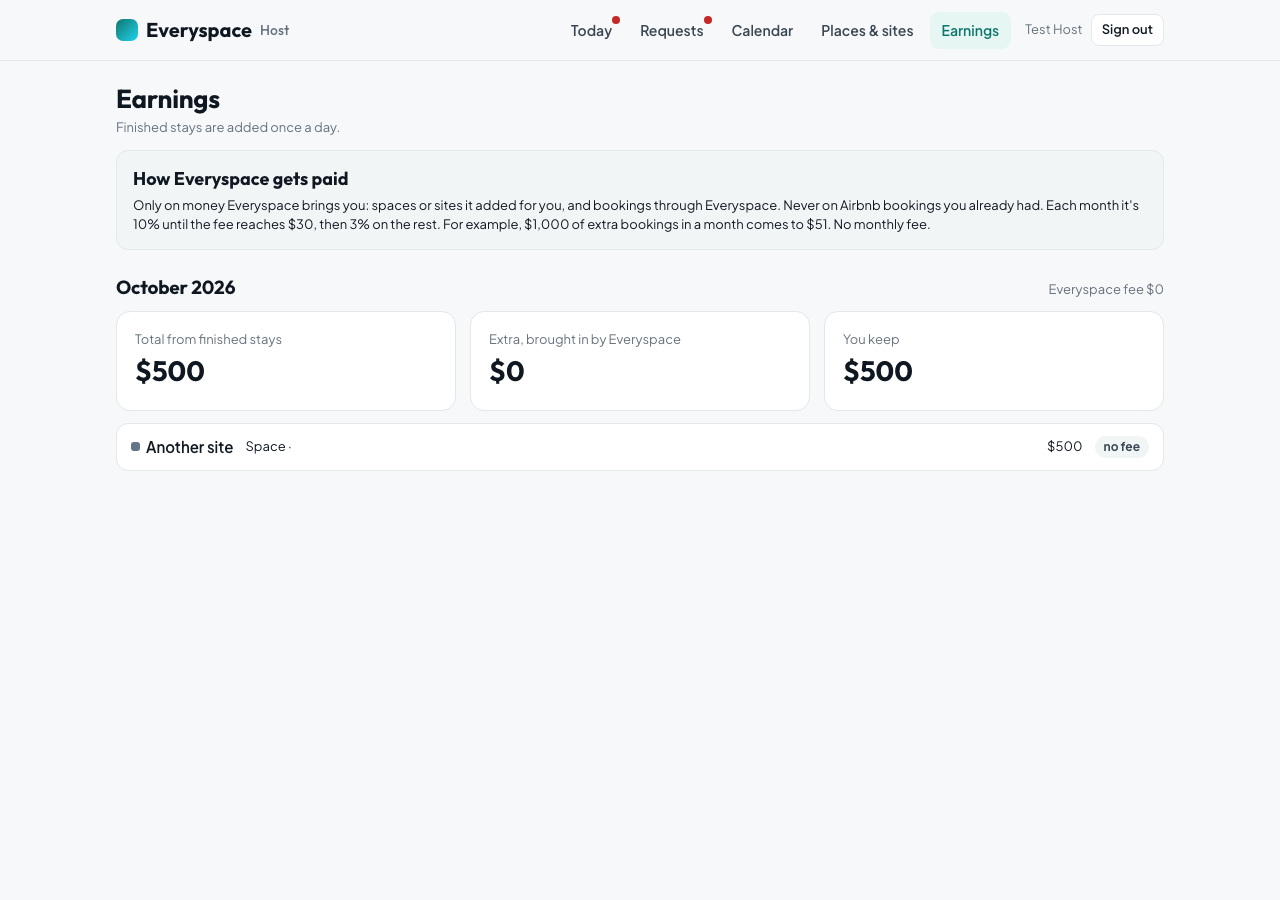 Everyspace Host Today Requests Calendar Places & sites Earnings Test Host Sign out
Earnings
Finished stays are added once a day.
How Everyspace gets paid
Only on money Everyspace brings you: spaces or sites it added for you, and bookings through Everyspace. Never on Airbnb bookings you already had. Each month it's
10% until the fee reaches $30, then 3% on the rest. For example, $1,000 of extra bookings in a month comes to $51. No monthly fee.
October 2026 Everyspace fee $0
Total from finished stays Extra, brought in by Everyspace You keep
$500 $0 $500
Another site Space · $500 no fee